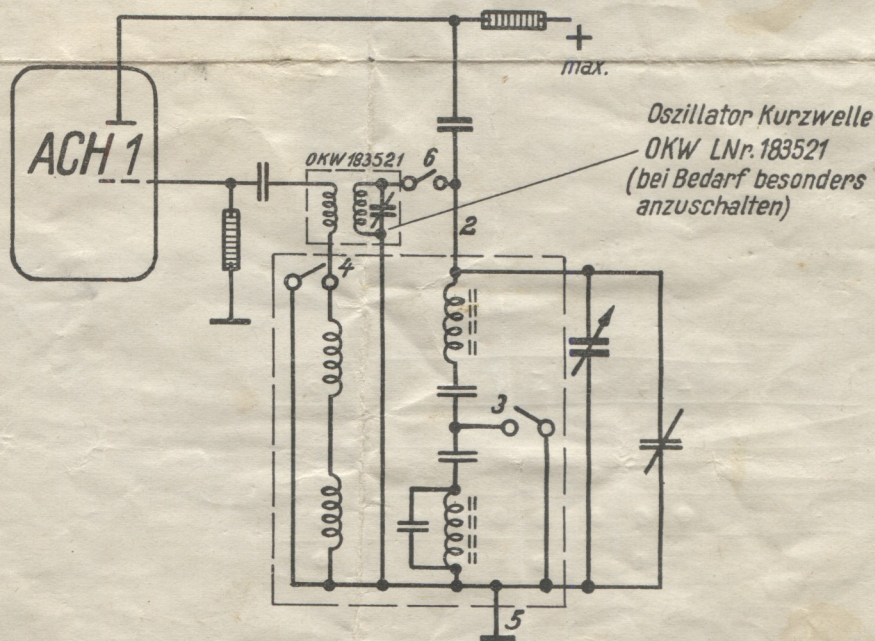 +
max.
Oszillator Kurzwelle
OKW LNr. 183521
(bei Bedarf besonders
anzuschalten)
ACH 1
OKW 183521
6
2
4
3
5